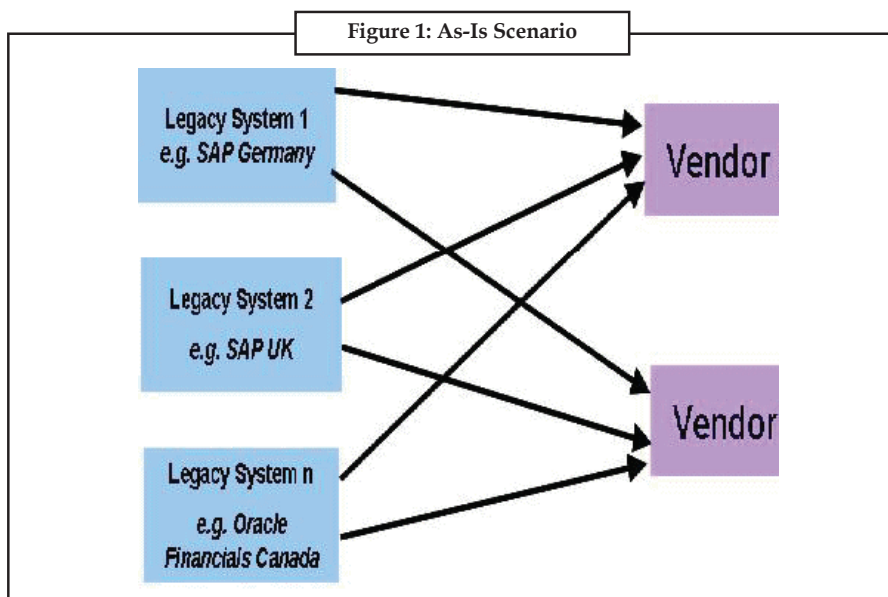 Figure 1: As-Is Scenario
Legacy System 1
e.g. SAP Germany
Vendor
Legacy System 2
e.g. SAP UK
Vendor
Legacy System n
e.g. Oracle
Financials Canada